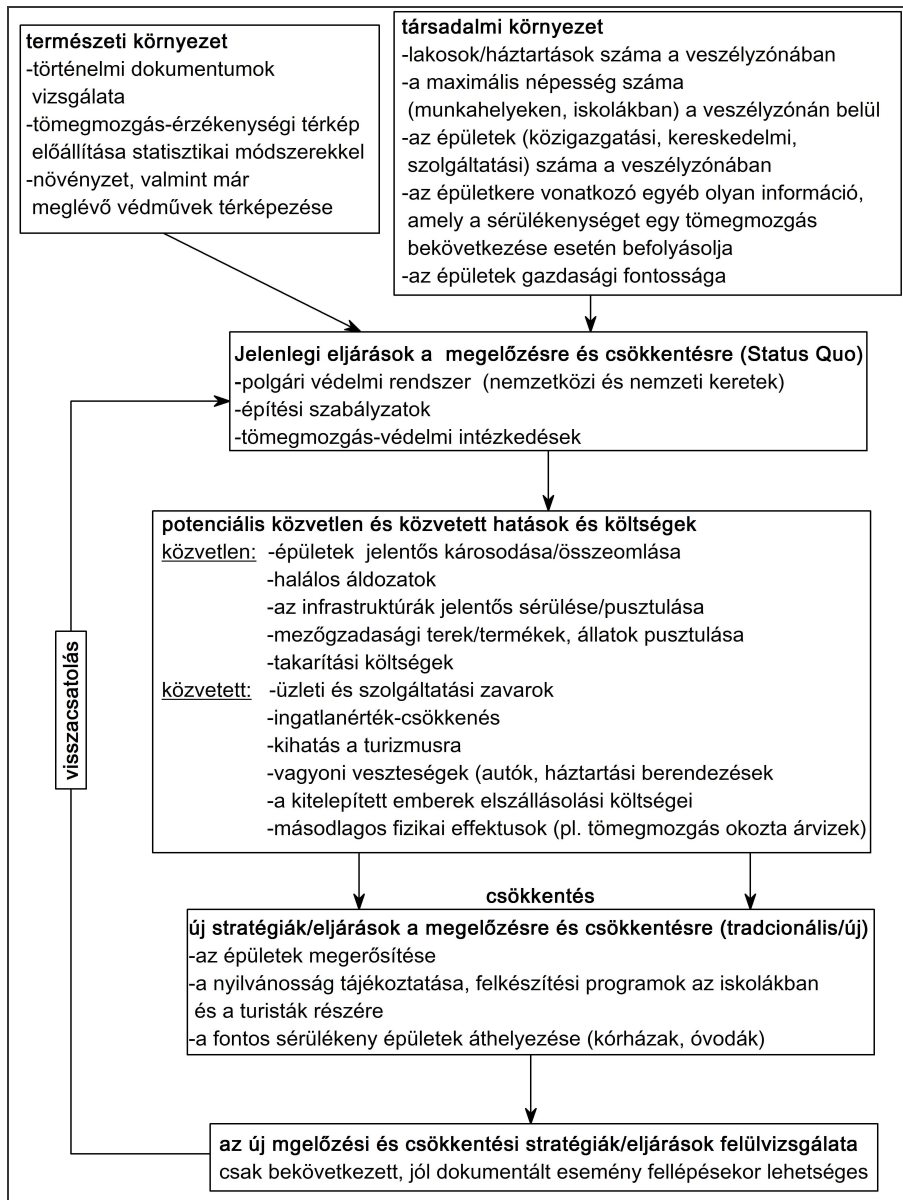 természeti környezet
-történelmi dokumentumok
vizsgálata
-tömegmozgás-érzékenységi térkép
előállítása statisztikai módszerekkel
-növényzet, valmint már
meglévő védművek térképezése
társadalmi környezet
-lakosok/háztartások száma a veszélyzónában
-a maximális népesség száma
(munkahelyeken, iskolákban) a veszélyzónán belül
-az épületek (közigazgatási, kereskedelmi,
szolgáltatási) száma a veszélyzónában
-az épületkere vonatkozó egyéb olyan információ,
amely a sérülékenységet egy tömegmozgás
bekövetkezése esetén befolyásolja
-az épületek gazdasági fontossága
Jelenlegi eljárások a megelőzésre és csökkentésre (Status Quo)
-polgári védelmi rendszer (nemzetközi és nemzeti keretek)
-építési szabályzatok
-tömegmozgás-védelmi intézkedések
potenciális közvetlen és közvetett hatások és költségek
közvetlen: -épületek jelentős károsodása/összeomlása
-halálos áldozatok
-az infrastruktúrák jelentős sérülése/pusztulása
-mezőgzadasági terek/termékek, állatok pusztulása
-takarítási költségek
közvetett: -üzleti és szolgáltatási zavarok
-ingatlanérték-csökkenés
-kihatás a turizmusra
-vagyoni veszteségek (autók, háztartási berendezések
-a kitelepített emberek elszállásolási költségei
-másodlagos fizikai effektusok (pl. tömegmozgás okozta árvizek)
visszacsatolás
csökkentés
új stratégiák/eljárások a megelőzésre és csökkentésre (tradcionális/új)
-az épületek megerősítése
-a nyilvánosság tájékoztatása, felkészítési programok az iskolákban
és a turisták részére
-a fontos sérülékeny épületek áthelyezése (kórházak, óvodák)
az új mgelőzési és csökkentési stratégiák/eljárások felülvizsgálata
csak bekövetkezett, jól dokumentált esemény fellépésekor lehetséges